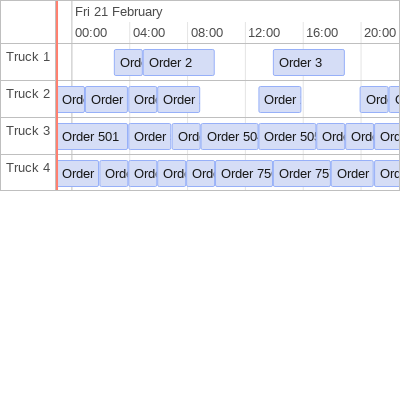 Fri 21 February
00:00 04:00 08:00 12:00 16:00 20:00
Truck 1 Ord Order 2 Order 3
Truck 2 Ord Order Ord Order Order Ord
Truck 3 Order 501 Order Ord Order 50 Order 50 Ord Ord Ord
Truck 4 Order Ord Ord Ord Ord Order 75 Order 75 Order Ord